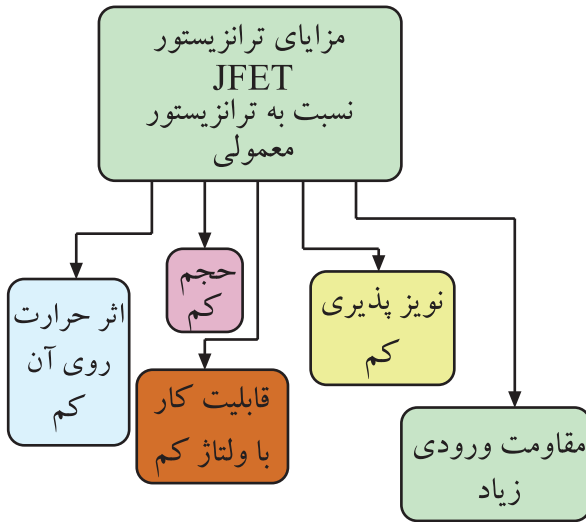 مزایای ترانزیستور
JFET
نسبت به ترانزیستور
معمولی
مقاومت ورودی
زیاد
نویز پذیری
کم
قابلیت کار
با ولتاژ کم
حجم
کم
اثر حرارت
روی آن
کم